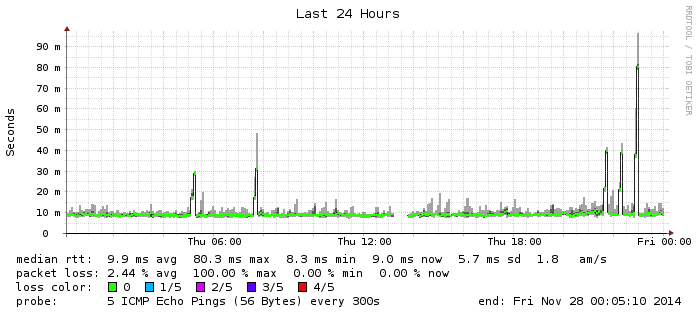 Last 24 Hours
RRDTOOL / TOBI OETIKER
Seconds
90 m
80 m
70 m
60 m
50 m
40 m
30 m
20 m
10 m
0
Thu 06:00 Thu 12:00 Thu 18:00 Fri 00:00
median rtt: 9.9 ms avg 80.3 ms max 8.3 ms min 9.0 ms now 5.7 ms sd 1.8 am/s
packet loss: 2.44 % avg 100.00 % max 0.00 % min 0.00 % now
loss color: 0 1/5 2/5 3/5 4/5
probe: 5 ICMP Echo Pings (56 Bytes) every 300s end: Fri Nov 28 00:05:10 2014